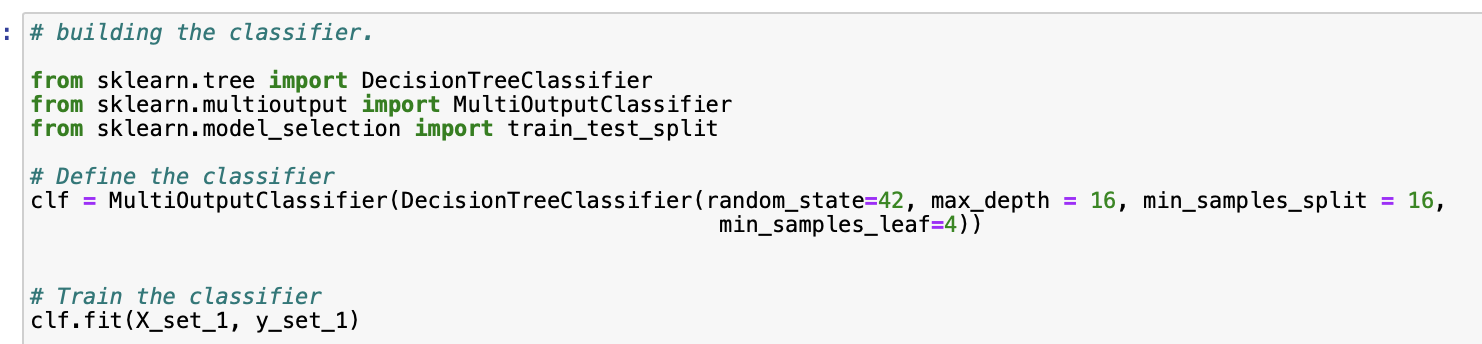 : # building the classifier.
from sklearn.tree import DecisionTreeClassifier
from sklearn.multioutput import MultiOutputClassifier
from sklearn.model_selection import train_test_split
# Define the classifier
clf = MultiOutputClassifier(DecisionTreeClassifier(random_state=42, max_depth = 16, min_samples_split = 16,
min_samples_leaf=4))
# Train the classifier
clf.fit(X_set_1, y_set_1)